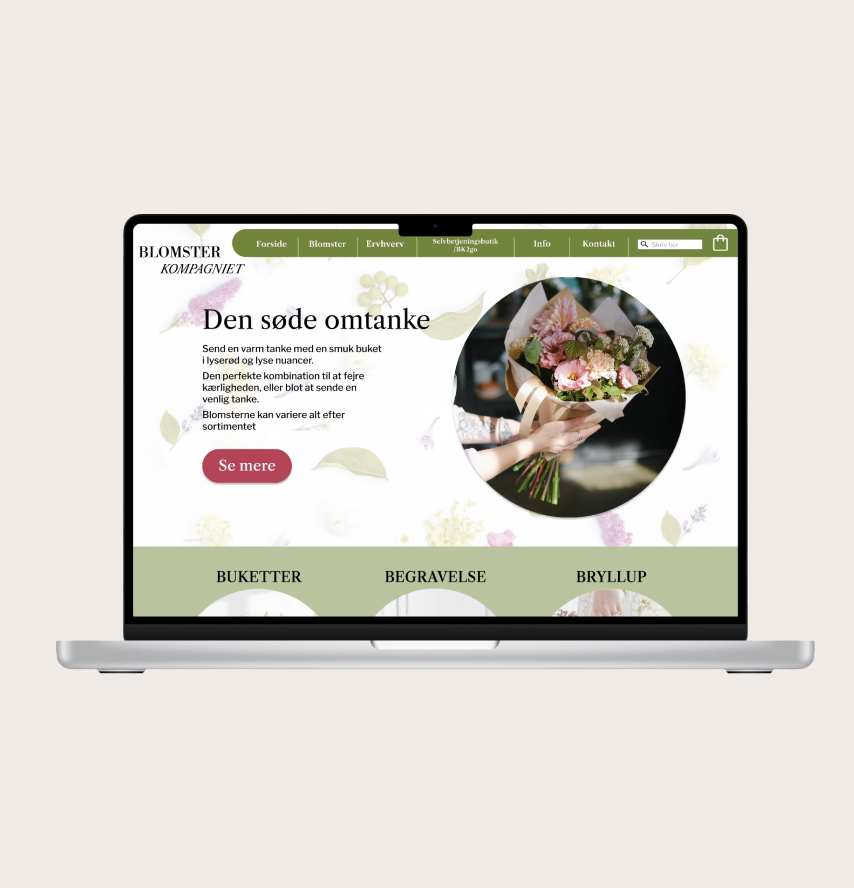 BLOMSTER
KOMPAGNIET
Forside
Blomster
Ervhverv
Selvbetjeningsbutik
/BK2go
Info
Kontakt
Skriv her
Den søde omtanke
Send en varm tanke med en smuk buket
i lyserød og lyse nuancer.
Den perfekte kombination til at fejre
kærligheden, eller blot at sende en
venlig tanke.
Blomsterne kan variere alt efter
sortimentet
Se mere
BUKETTER
BEGRAVELSE
BRYLLUP